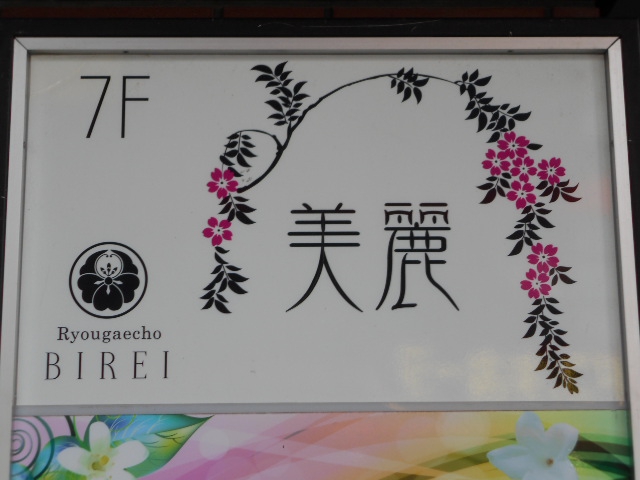 7F
美麗
Ryougaecho
BIREI